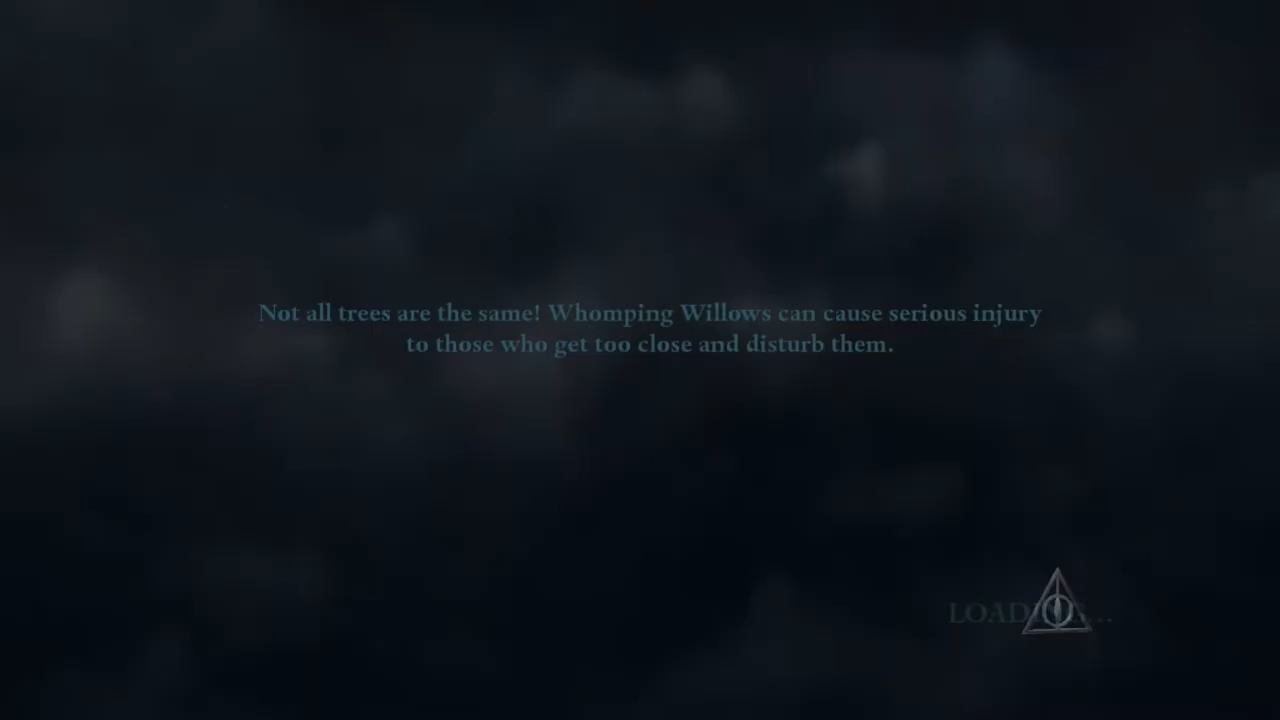 Not all trees are the same! Whomping Willows can cause serious injury
to those who get too close and disturb them.
LOADING...